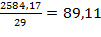 2584,17
29
= 89,11